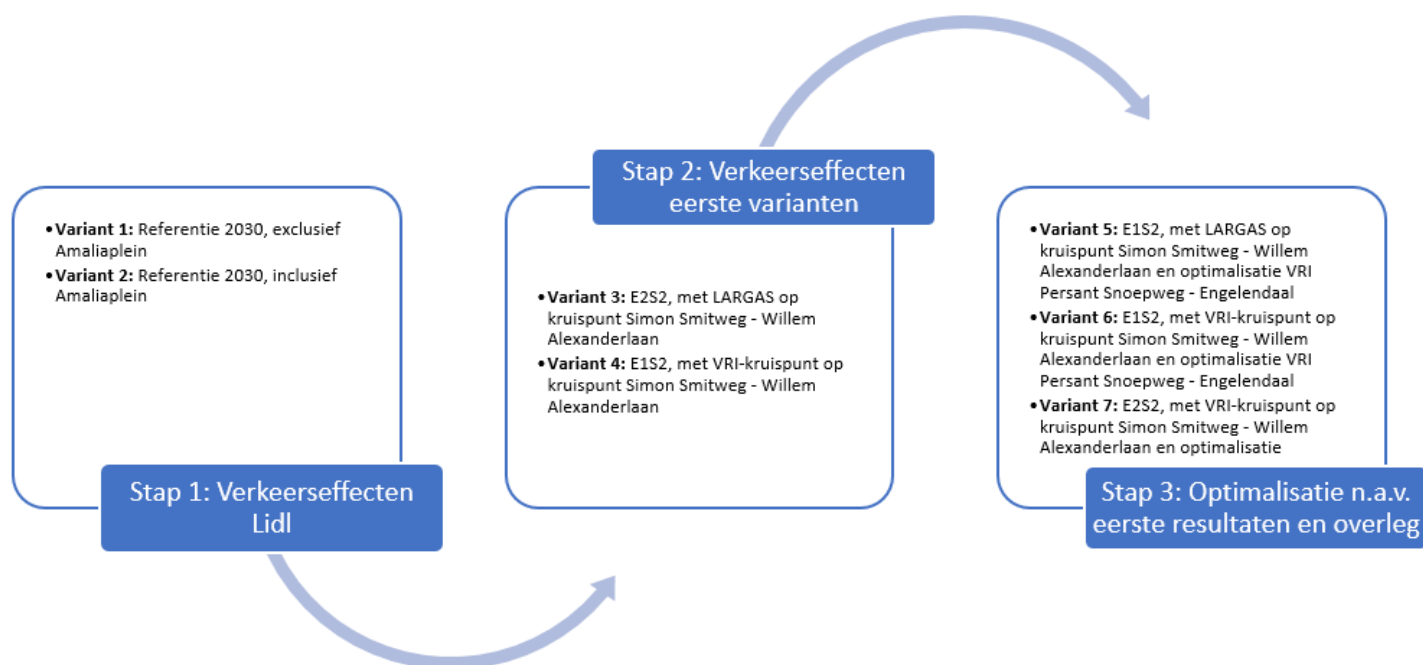 •Variant 1: Referentie 2030, exclusief
Amaliaplein
•Variant 2: Referentie 2030, inclusief
Amaliaplein
Stap 1: Verkeerseffecten
Lidl
Stap 2: Verkeerseffecten
eerste varianten
•Variant 3: E2S2, met LARGAS op
kruispunt Simon Smitweg - Willem
Alexanderlaan
•Variant 4: E1S2, met VRI-kruispunt op
kruispunt Simon Smitweg - Willem
Alexanderlaan
•Variant 5: E1S2, met LARGAS op
kruispunt Simon Smitweg - Willem
Alexanderlaan en optimalisatie VRI
Persant Snoepweg - Engelendaal
•Variant 6: E1S2, met VRI-kruispunt op
kruispunt Simon Smitweg - Willem
Alexanderlaan en optimalisatie VRI
Persant Snoepweg - Engelendaal
•Variant 7: E2S2, met VRI-kruispunt op
kruispunt Simon Smitweg - Willem
Alexanderlaan en optimalisatie
Stap 3: Optimalisatie n.a.v.
eerste resultaten en overleg